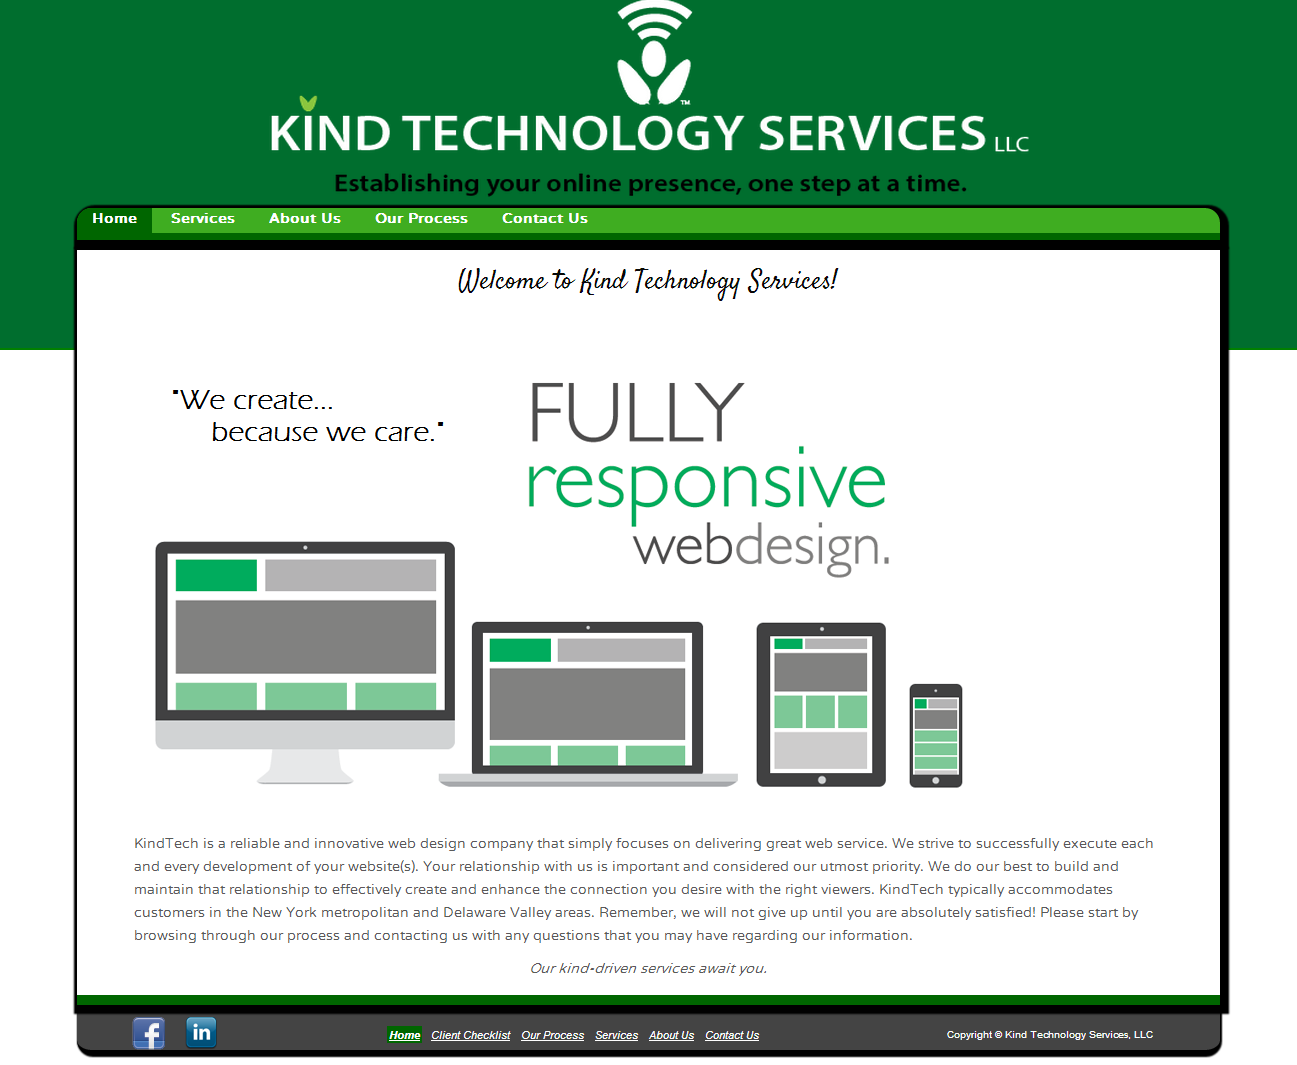 KIND TECHNOLOGY SERVICES LLC
TM
Establishing your online presence, one step at a time.
Home Services About Us Our Process Contact Us
Welcome to Kind Technology Services!
"We create...
because we care."
FULLY
responsive
webdesign.
KindTech is a reliable and innovative web design company that simply focuses on delivering great web service. We strive to successfully execute each
and every development of your website(s). Your relationship with us is important and considered our utmost priority. We do our best to build and
maintain that relationship to effectively create and enhance the connection you desire with the right viewers. KindTech typically accommodates
customers in the New York metropolitan and Delaware Valley areas. Remember, we will not give up until you are absolutely satisfied! Please start by
browsing through our process and contacting us with any questions that you may have regarding our information.
Our kind-driven services await you.
f in Home Client Checklist Our Process Services About Us Contact Us Copyright © Kind Technology Services, LLC